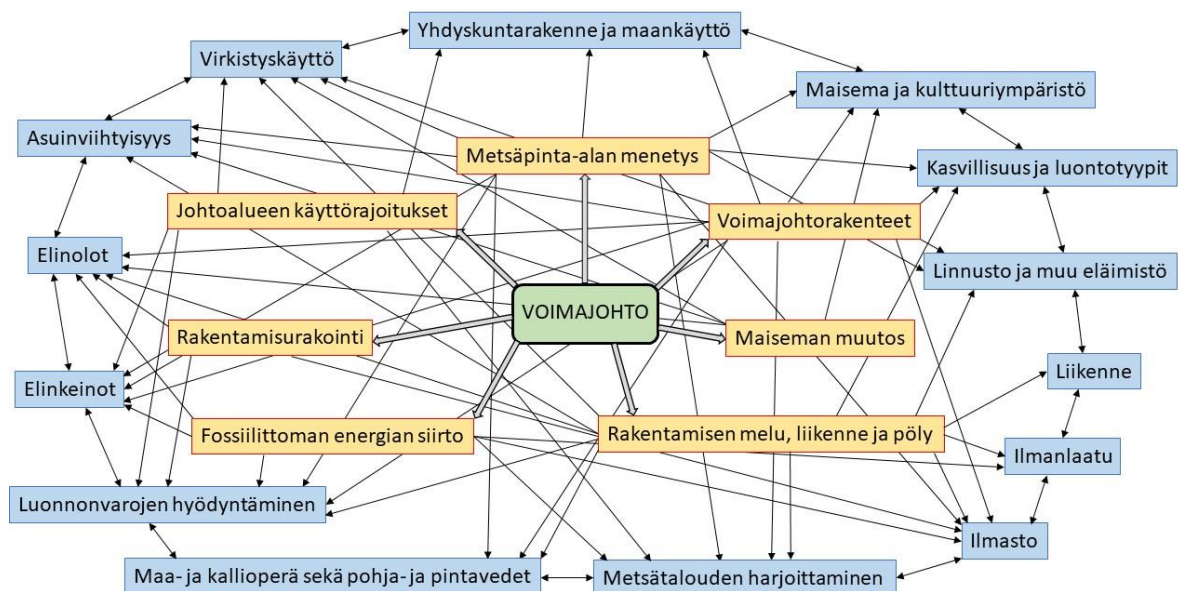 Yhdyskuntarakenne ja maankäyttö
Virkistyskäyttö
Maisema ja kulttuuriympäristö
Asuinviihtyisyys
Metsäpinta-alan menetys
Kasvillisuus ja luontotyypit
Johtoalueen käyttörajoitukset
Voimajohtorakenteet
Elinolot
Linnusto ja muu eläimistö
VOIMAJOHTO
Rakentamisurakointi
Maiseman muutos
Elinkeinot
Liikenne
Fossiilittoman energian siirto
Rakentamisen melu, liikenne ja pöly
Ilmanlaatu
Luonnonvarojen hyödyntäminen
Ilmasto
Maa- ja kallioperä sekä pohja- ja pintavedet
Metsätalouden harjoittaminen